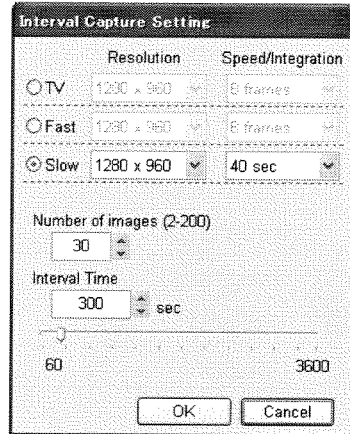 Interval Capture Setting
Resolution Speed/Integration
TV 1280 x 960 8 frames
Fast 1280 x 960 8 frames
Slow 1280 x 960 40 sec
Number of images (2-200)
30
Interval Time
300 sec
60 3600
OK Cancel